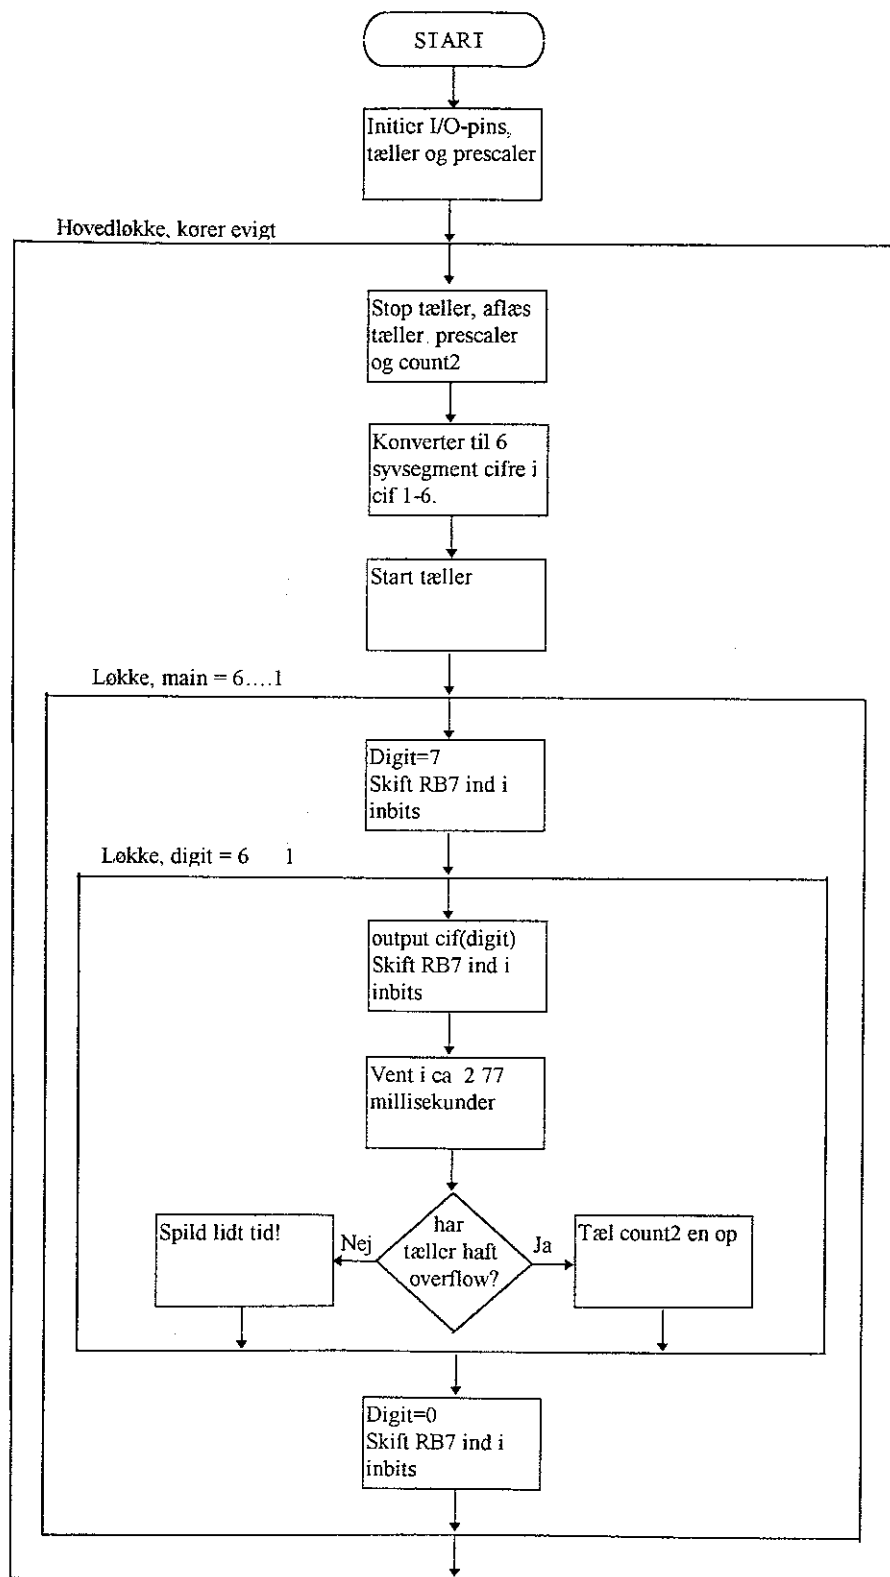 START
Initier I/O-pins,
tæller og prescaler
Hovedløkke, kører evigt
Stop tæller, aflæs
tæller, prescaler
og count2
Konverter til 6
syvsegment cifre i
cif 1-6.
Start tæller
Løkke, main = 6....1
Digit=7
Skift RB7 ind i
inbits
Løkke, digit = 6 1
output cif(digit)
Skift RB7 ind i
inbits
Vent i ca 2 77
millisekunder
har
tæller haft
overflow?
Nej
Ja
Spild lidt tid!
Tæl count2 en op
Digit=0
Skift RB7 ind i
inbits